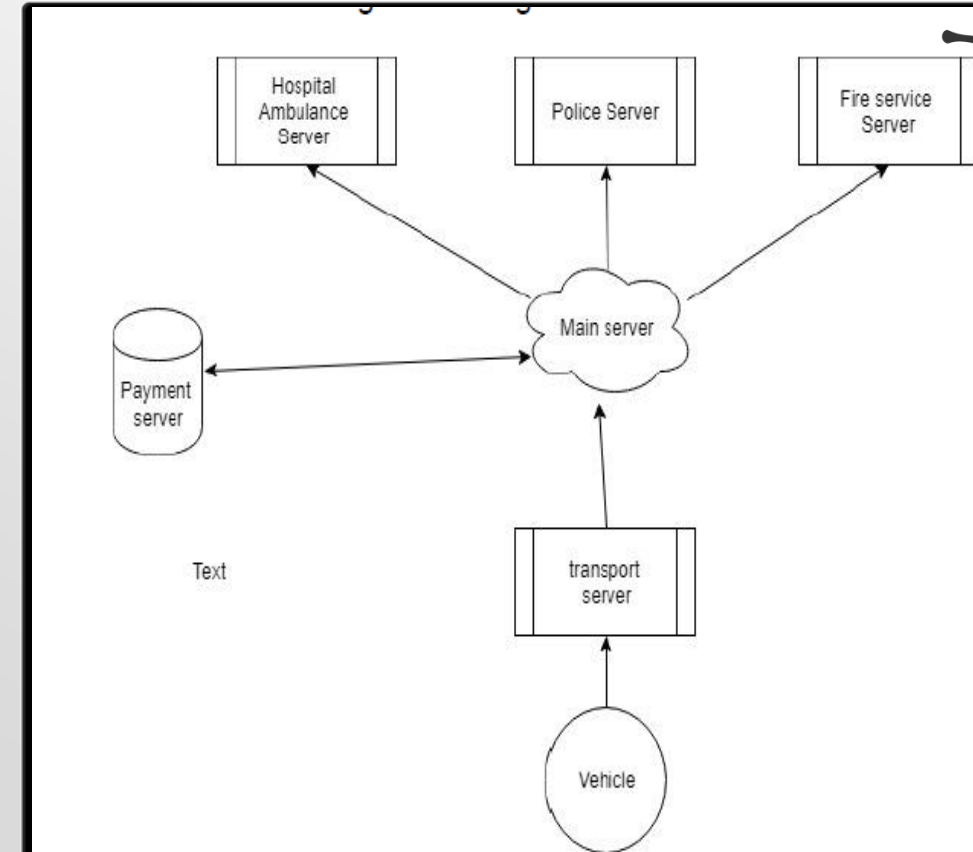 Hospital
Ambulance
Server
Police Server
Fire service
Server
Main server
Payment
server
Text
transport
server
Vehicle